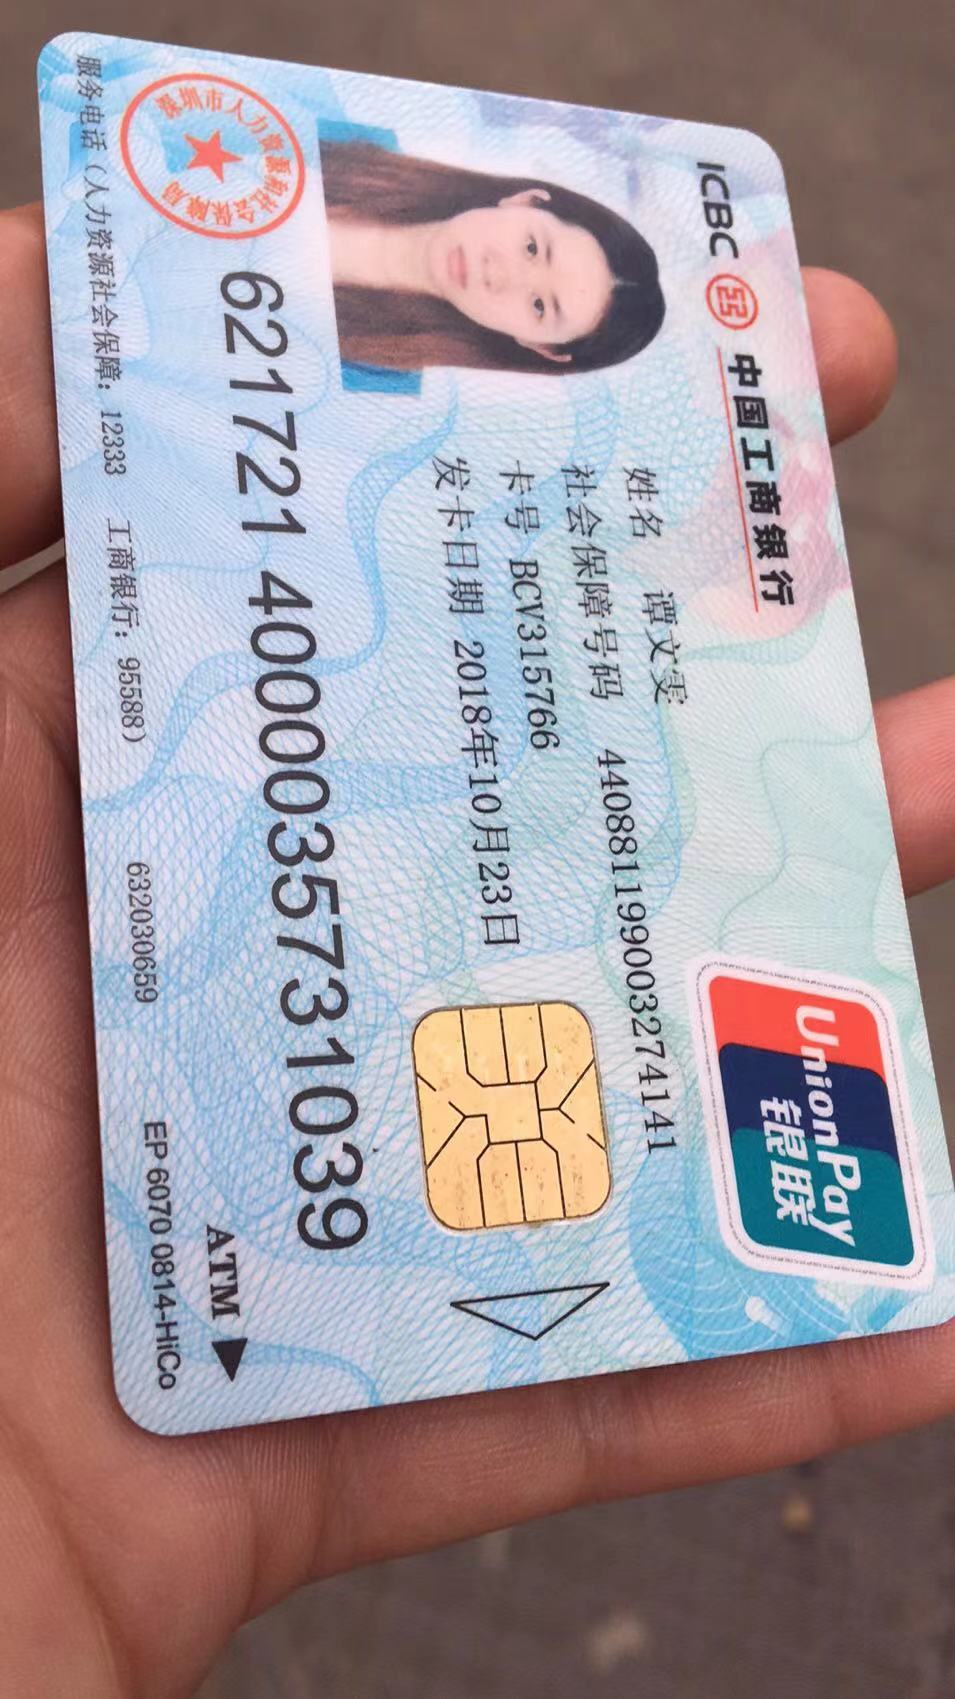 ICBC 中国工商银行
UnionPay
银联
姓名 谭文雯
社会保障号码 440881199003274141
卡号 BCV315766
发卡日期 2018年10月23日
621721 4000035731039
深圳市人力资源和社会保障局
ATM
EP 6070 0814-HiCo
服务电话（人力资源社会保障：12333 工商银行：95588） 632030659